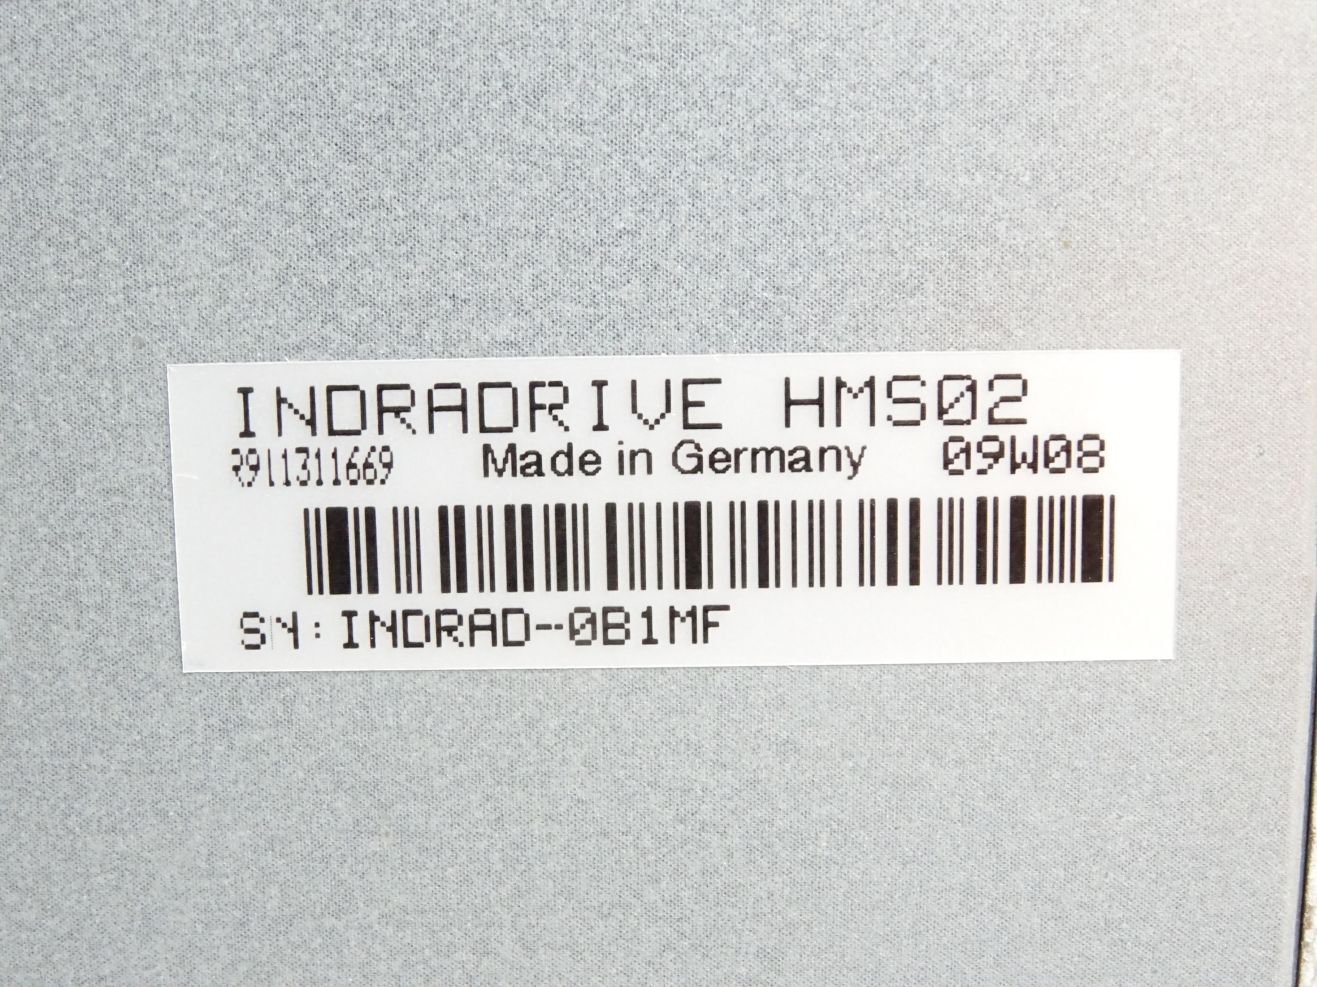 INDRADRIVE HMS02
R911311669 Made in Germany 09W08
SN:INDRAD-0B1MF